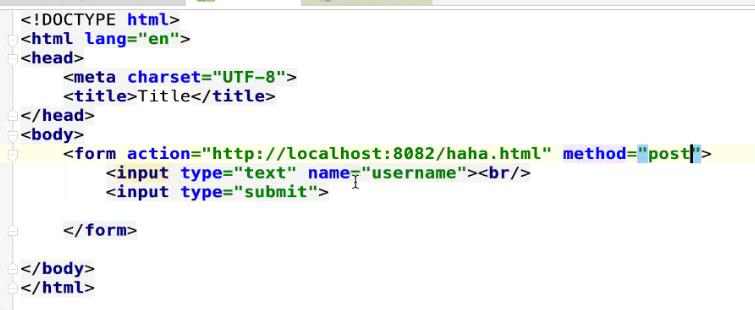 <!DOCTYPE html>
<html lang="en">
<head>
    <meta charset="UTF-8">
    <title>Title</title>
</head>
<body>
    <form action="http://localhost:8082/haha.html" method="post">
        <input type="text" name="username"><br/>
        <input type="submit">
    </form>
</body>
</html>